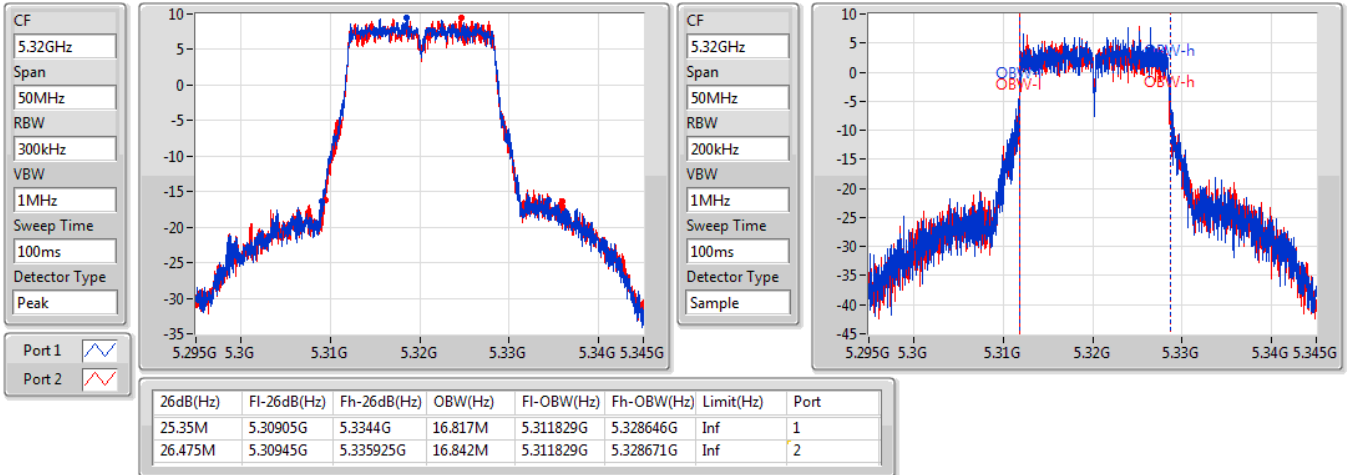 CF
5.32GHz
Span
50MHz
RBW
300kHz
VBW
1MHz
Sweep Time
100ms
Detector Type
Peak
10
5
0
-5
-10
-15
-20
-25
-30
-35
5.295G 5.3G 5.31G 5.32G 5.33G 5.34G 5.345G
CF
5.32GHz
Span
50MHz
RBW
200kHz
VBW
1MHz
Sweep Time
100ms
Detector Type
Sample
10
5
0
-5
-10
-15
-20
-25
-30
-35
-40
-45
OBW-h
OBW-l
OBW-h
5.295G 5.3G 5.31G 5.32G 5.33G 5.34G 5.345G
Port 1
Port 2
26dB(Hz) Fl-26dB(Hz) Fh-26dB(Hz) OBW(Hz) Fl-OBW(Hz) Fh-OBW(Hz) Limit(Hz) Port
25.35M 5.30905G 5.3344G 16.817M 5.311829G 5.328646G Inf 1
26.475M 5.30945G 5.335925G 16.842M 5.311829G 5.328671G Inf 2